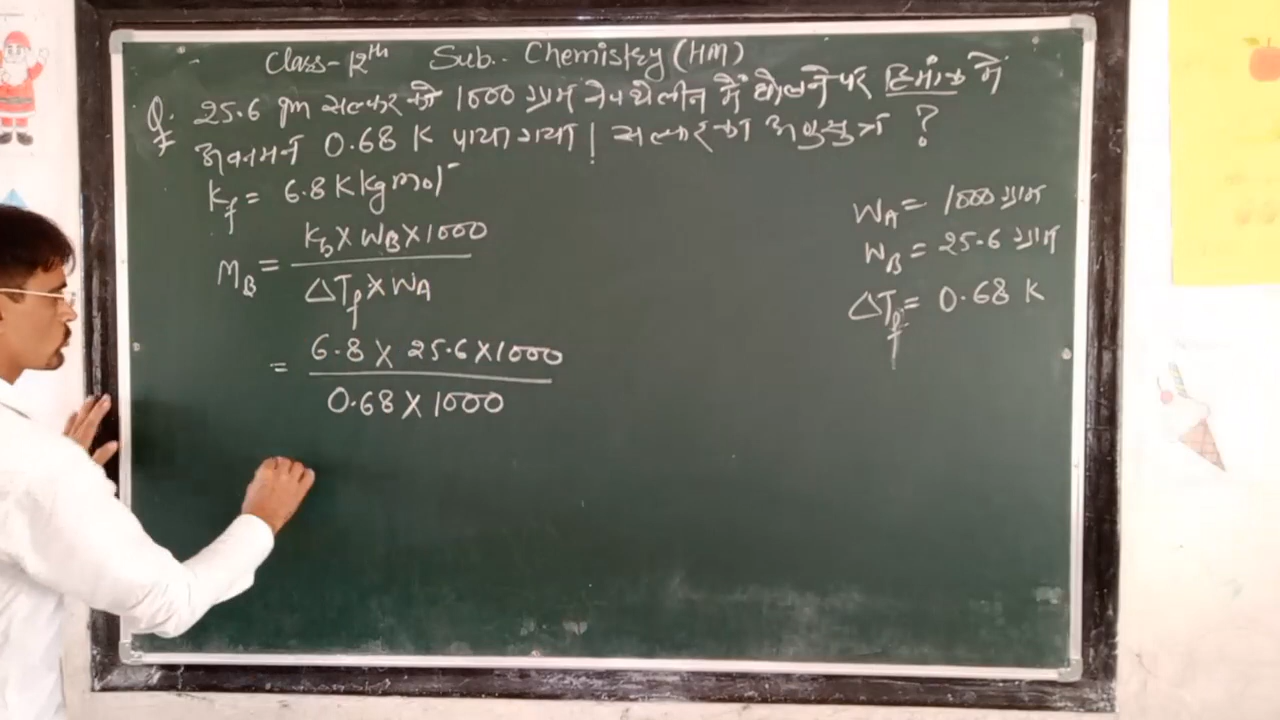 Class-12th Sub.. Chemistry (HM)
Q. 25.6 gm सल्फर को 1000 ग्राम नेफ्थेलीन में घोलने पर हिमांक में
अवनमन 0.68 K पाया गया। सल्फर का अणुसूत्र ?
Kf = 6.8 K kg mol⁻
MB = Kb × WB × 1000
ΔTf × WA
= 6.8 × 25.6 × 1000
0.68 × 1000
WA = 1000 ग्राम
WB = 25.6 ग्राम
ΔTf = 0.68 K